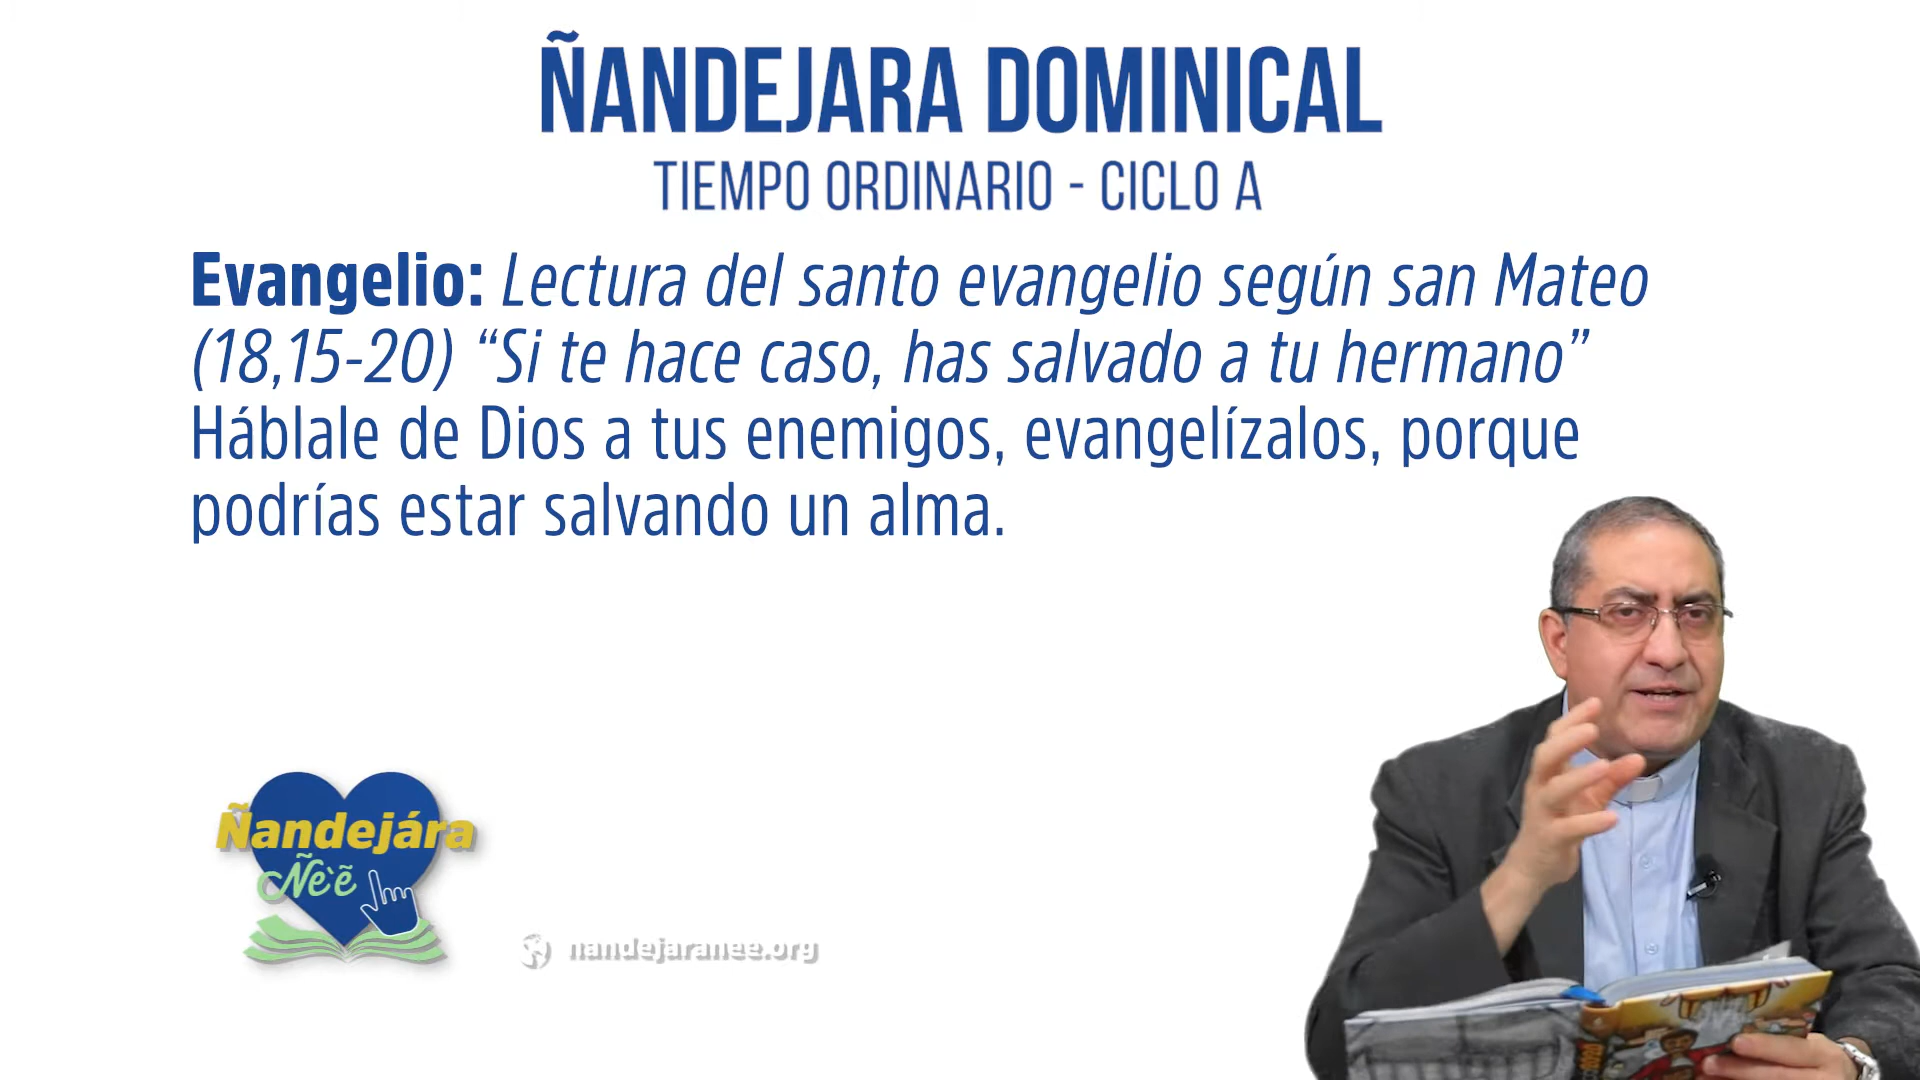 ÑANDEJARA DOMINICAL
TIEMPO ORDINARIO - CICLO A
Evangelio: Lectura del santo evangelio según san Mateo
(18,15-20) “Si te hace caso, has salvado a tu hermano”
Háblale de Dios a tus enemigos, evangelízalos, porque
podrías estar salvando un alma.
Ñandejára
Ñe'ẽ
nandejaranee.org